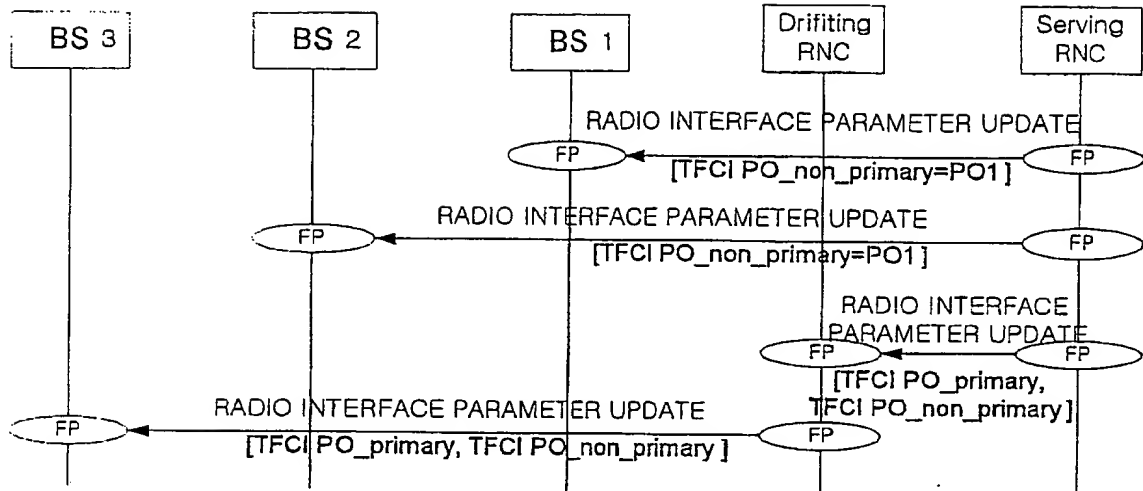 BS 3
BS 2
BS 1
Drifiting
RNC
Serving
RNC
RADIO INTERFACE PARAMETER UPDATE
FP
FP
[TFCI PO_non_primary=PO1]
RADIO INTERFACE PARAMETER UPDATE
FP
FP
[TFCI PO_non_primary=PO1]
RADIO INTERFACE
PARAMETER UPDATE
FP
FP
[TFCI PO_primary,
TFCI PO_non_primary]
RADIO INTERFACE PARAMETER UPDATE
FP
FP
[TFCI PO_primary, TFCI PO_non_primary]